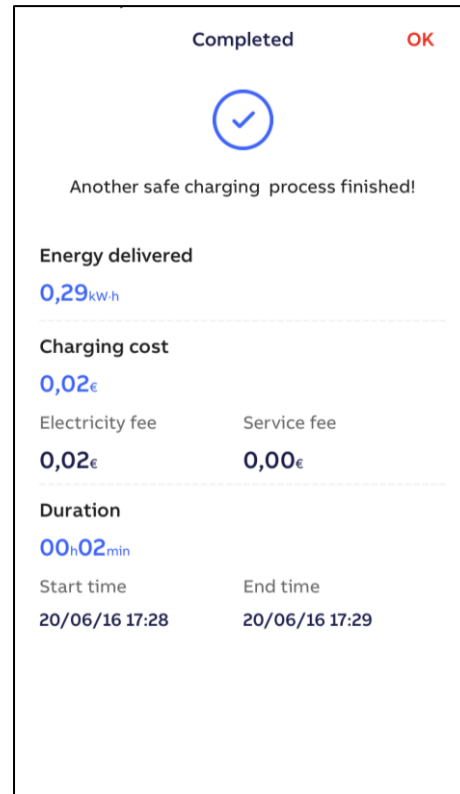 Completed OK
Another safe charging process finished!
Energy delivered
0,29kW·h
Charging cost
0,02€
Electricity fee Service fee
0,02€ 0,00€
Duration
00h02min
Start time End time
20/06/16 17:28 20/06/16 17:29